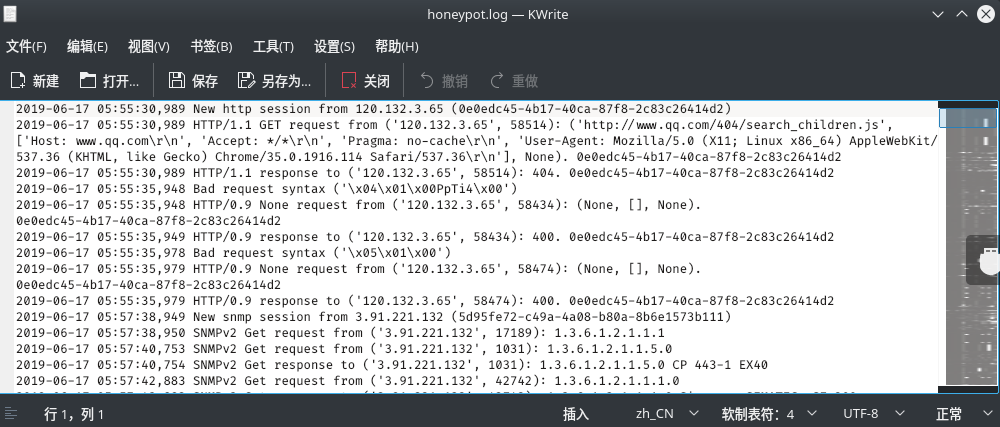 honeypot.log — KWrite
文件(F) 编辑(E) 视图(V) 书签(B) 工具(T) 设置(S) 帮助(H)
新建 打开... 保存 另存为... 关闭 撤销 重做
2019-06-17 05:55:30,989 New http session from 120.132.3.65 (0e0edc45-4b17-40ca-87f8-2c83c26414d2)
2019-06-17 05:55:30,989 HTTP/1.1 GET request from ('120.132.3.65', 58514): ('http://www.qq.com/404/search_children.js',
['Host: www.qq.com\r\n', 'Accept: */*\r\n', 'Pragma: no-cache\r\n', 'User-Agent: Mozilla/5.0 (X11; Linux x86_64) AppleWebKit/
537.36 (KHTML, like Gecko) Chrome/35.0.1916.114 Safari/537.36\r\n'], None). 0e0edc45-4b17-40ca-87f8-2c83c26414d2
2019-06-17 05:55:30,989 HTTP/1.1 response to ('120.132.3.65', 58514): 404. 0e0edc45-4b17-40ca-87f8-2c83c26414d2
2019-06-17 05:55:35,948 Bad request syntax ('\x04\x01\x00PpTi4\x00')
2019-06-17 05:55:35,948 HTTP/0.9 None request from ('120.132.3.65', 58434): (None, [], None).
0e0edc45-4b17-40ca-87f8-2c83c26414d2
2019-06-17 05:55:35,949 HTTP/0.9 response to ('120.132.3.65', 58434): 400. 0e0edc45-4b17-40ca-87f8-2c83c26414d2
2019-06-17 05:55:35,978 Bad request syntax ('\x05\x01\x00')
2019-06-17 05:55:35,979 HTTP/0.9 None request from ('120.132.3.65', 58474): (None, [], None).
0e0edc45-4b17-40ca-87f8-2c83c26414d2
2019-06-17 05:55:35,979 HTTP/0.9 response to ('120.132.3.65', 58474): 400. 0e0edc45-4b17-40ca-87f8-2c83c26414d2
2019-06-17 05:57:38,949 New snmp session from 3.91.221.132 (5d95fe72-c49a-4a08-b80a-8b6e1573b111)
2019-06-17 05:57:38,950 SNMPv2 Get request from ('3.91.221.132', 17189): 1.3.6.1.2.1.1.1
2019-06-17 05:57:40,753 SNMPv2 Get request from ('3.91.221.132', 1031): 1.3.6.1.2.1.1.5.0
2019-06-17 05:57:40,754 SNMPv2 Get response to ('3.91.221.132', 1031): 1.3.6.1.2.1.1.5.0 CP 443-1 EX40
2019-06-17 05:57:42,883 SNMPv2 Get request from ('3.91.221.132', 42742): 1.3.6.1.2.1.1.1.0
行 1，列 1 插入 zh_CN 软制表符：4 UTF-8 正常